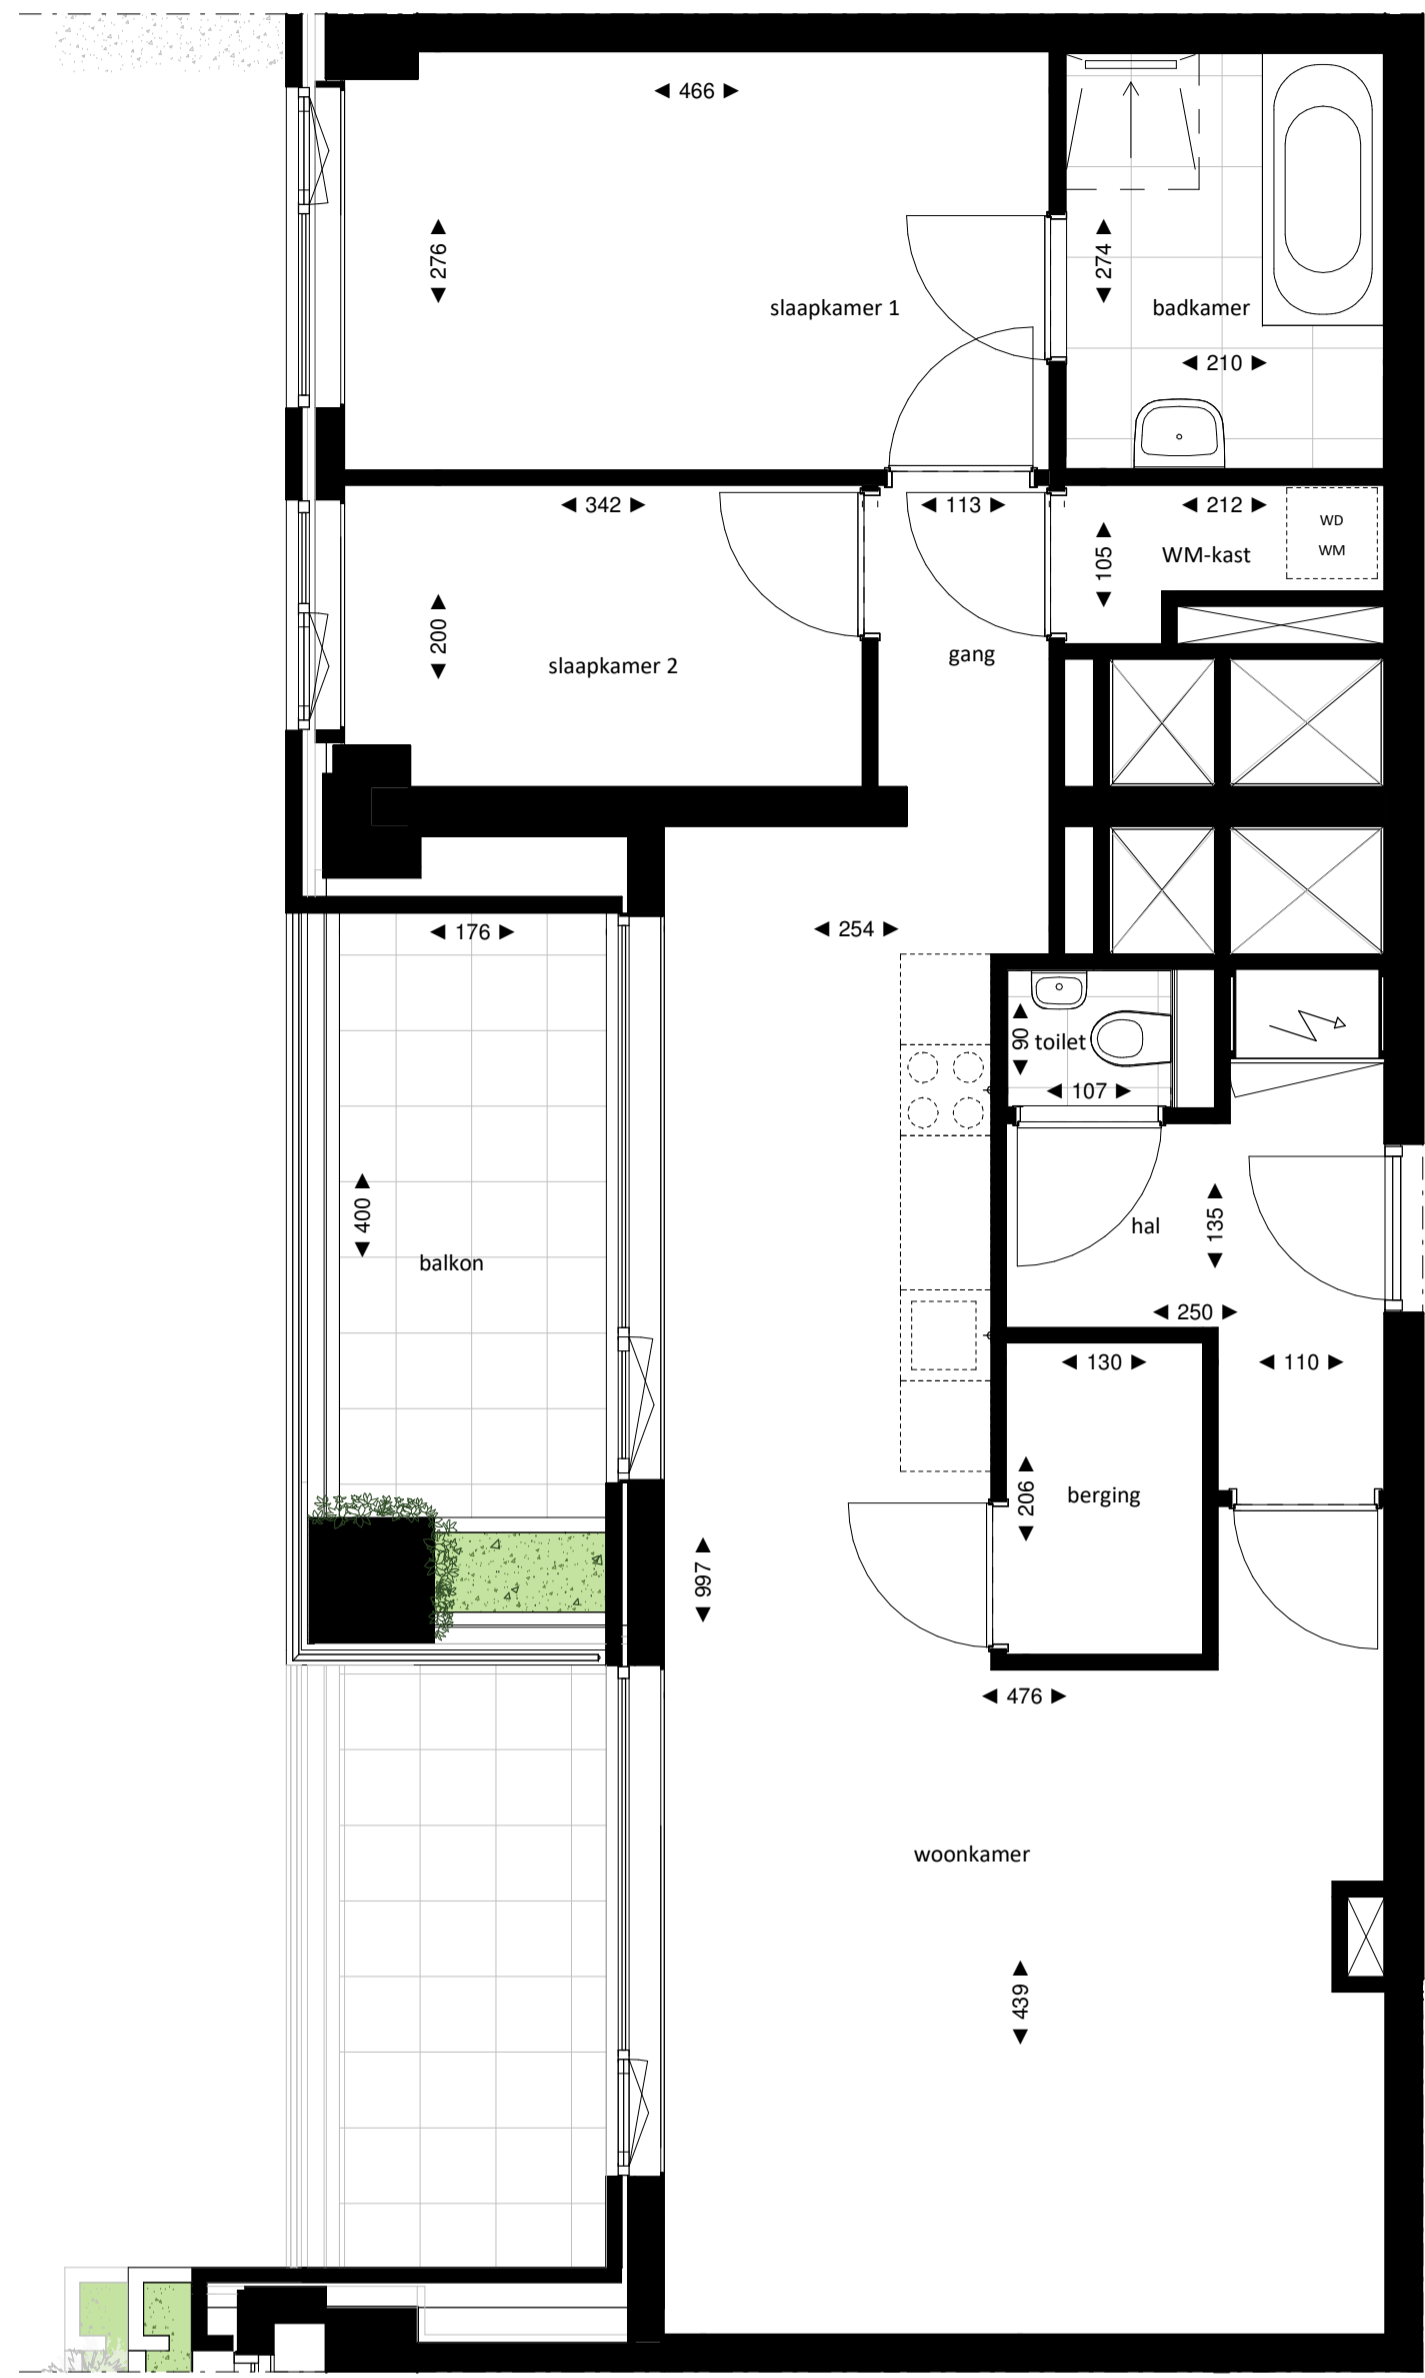 ◄ 466 ►
◄ 276 ►
slaapkamer 1
◄ 274 ►
badkamer
◄ 210 ►
◄ 342 ►
◄ 113 ►
◄ 212 ►
WD
WM
◄ 105 ►
WM-kast
◄ 200 ►
slaapkamer 2
gang
◄ 176 ►
◄ 254 ►
◄ 90 ►
toilet
◄ 107 ►
◄ 400 ►
balkon
hal
◄ 135 ►
◄ 250 ►
◄ 130 ►
◄ 110 ►
◄ 206 ►
berging
◄ 997 ►
◄ 476 ►
woonkamer
◄ 439 ►